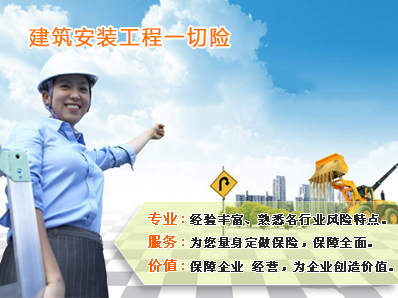 建筑安装工程一切险
专业：经验丰富、熟悉各行业风险特点。
服务：为您量身定做保险，保障全面。
价值：保障企业 经营，为企业创造价值。